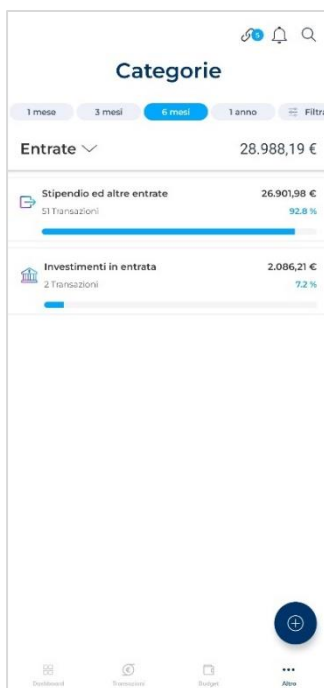 5
Categorie
1 mese 3 mesi 6 mesi 1 anno Filtra
Entrate 28.988,19 €
Stipendio ed altre entrate 26.901,98 €
51 Transazioni 92.8 %
Investimenti in entrata 2.086,21 €
2 Transazioni 7.2 %
Dashboard Transazioni Budget Altro